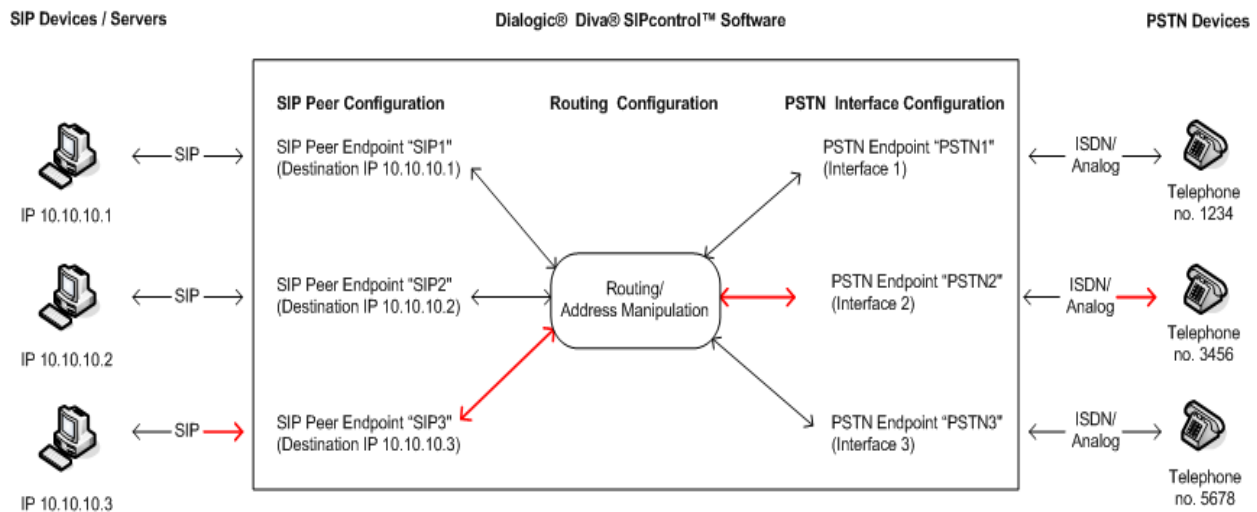 SIP Devices / Servers
Dialogic® Diva® SIPcontrol™ Software
PSTN Devices
SIP Peer Configuration
Routing Configuration
PSTN Interface Configuration
SIP
SIP Peer Endpoint “SIP1"
(Destination IP 10.10.10.1)
PSTN Endpoint “PSTN1"
(Interface 1)
ISDN/
Analog
IP 10.10.10.1
Telephone
no. 1234
SIP
SIP Peer Endpoint “SIP2"
(Destination IP 10.10.10.2)
Routing/
Address Manipulation
PSTN Endpoint “PSTN2"
(Interface 2)
ISDN/
Analog
IP 10.10.10.2
Telephone
no. 3456
SIP
SIP Peer Endpoint “SIP3"
(Destination IP 10.10.10.3)
PSTN Endpoint “PSTN3"
(Interface 3)
ISDN/
Analog
IP 10.10.10.3
Telephone
no. 5678